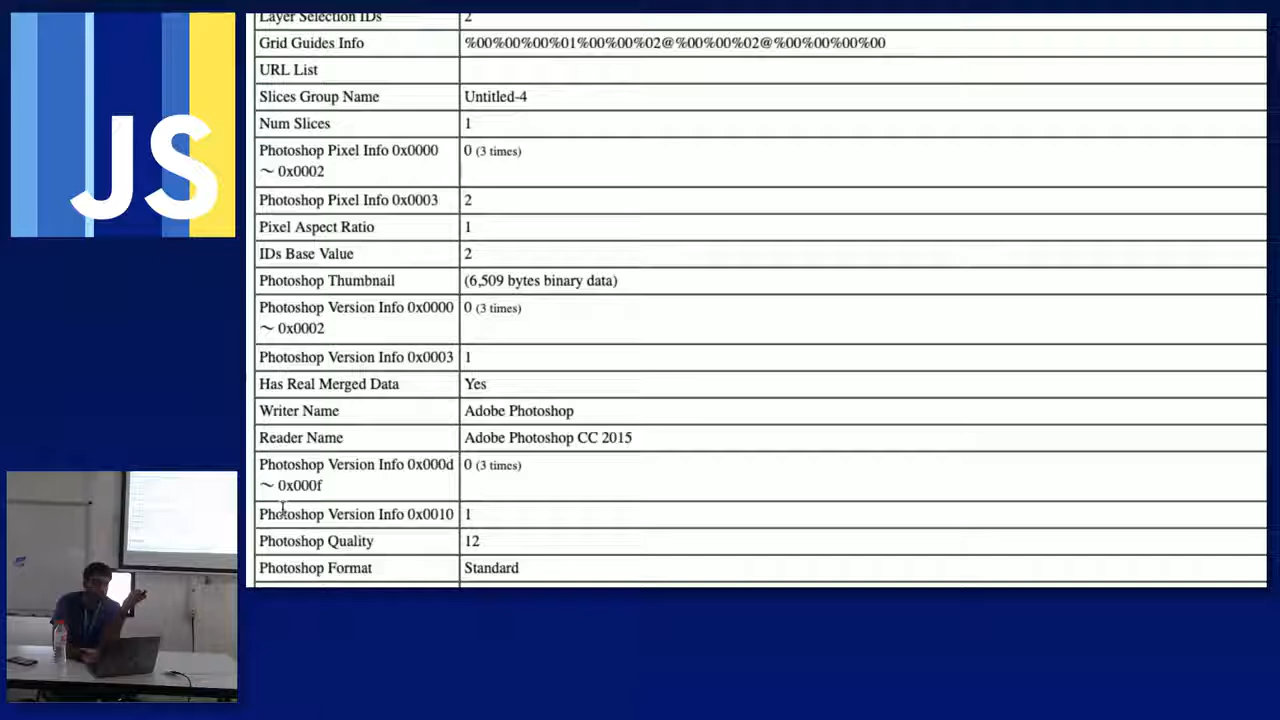 JS
Layer Selection IDs 2
Grid Guides Info %00%00%00%01%00%00%02@%00%00%02@%00%00%00%00
URL List
Slices Group Name Untitled-4
Num Slices 1
Photoshop Pixel Info 0x0000 0 (3 times)
～ 0x0002
Photoshop Pixel Info 0x0003 2
Pixel Aspect Ratio 1
IDs Base Value 2
Photoshop Thumbnail (6,509 bytes binary data)
Photoshop Version Info 0x0000 0 (3 times)
～ 0x0002
Photoshop Version Info 0x0003 1
Has Real Merged Data Yes
Writer Name Adobe Photoshop
Reader Name Adobe Photoshop CC 2015
Photoshop Version Info 0x000d 0 (3 times)
～ 0x000f
Photoshop Version Info 0x0010 1
Photoshop Quality 12
Photoshop Format Standard